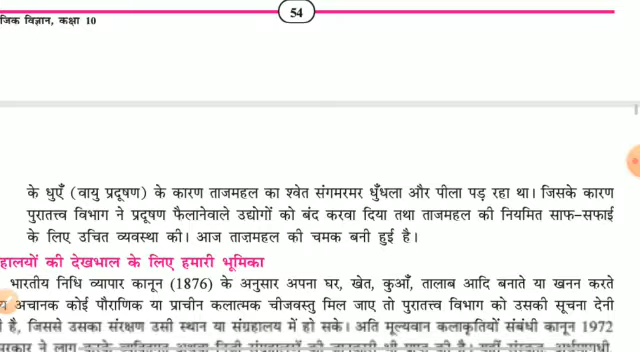 54
जिक विज्ञान, कक्षा 10
के धुएँ (वायु प्रदूषण) के कारण ताजमहल का श्वेत संगमरमर धुँधला और पीला पड़ रहा था। जिसके कारण
पुरातत्त्व विभाग ने प्रदूषण फैलानेवाले उद्योगों को बंद करवा दिया तथा ताजमहल की नियमित साफ-सफाई
के लिए उचित व्यवस्था की। आज ताज़महल की चमक बनी हुई है।
हालयों की देखभाल के लिए हमारी भूमिका
भारतीय निधि व्यापार कानून (1876) के अनुसार अपना घर, खेत, कुआँ, तालाब आदि बनाते या खनन करते
अचानक कोई पौराणिक या प्राचीन कलात्मक चीजवस्तु मिल जाए तो पुरातत्त्व विभाग को उसकी सूचना देनी
है, जिससे उसका संरक्षण उसी स्थान या संग्रहालय में हो सके। अति मूल्यवान कलाकृतियों संबंधी कानून 1972